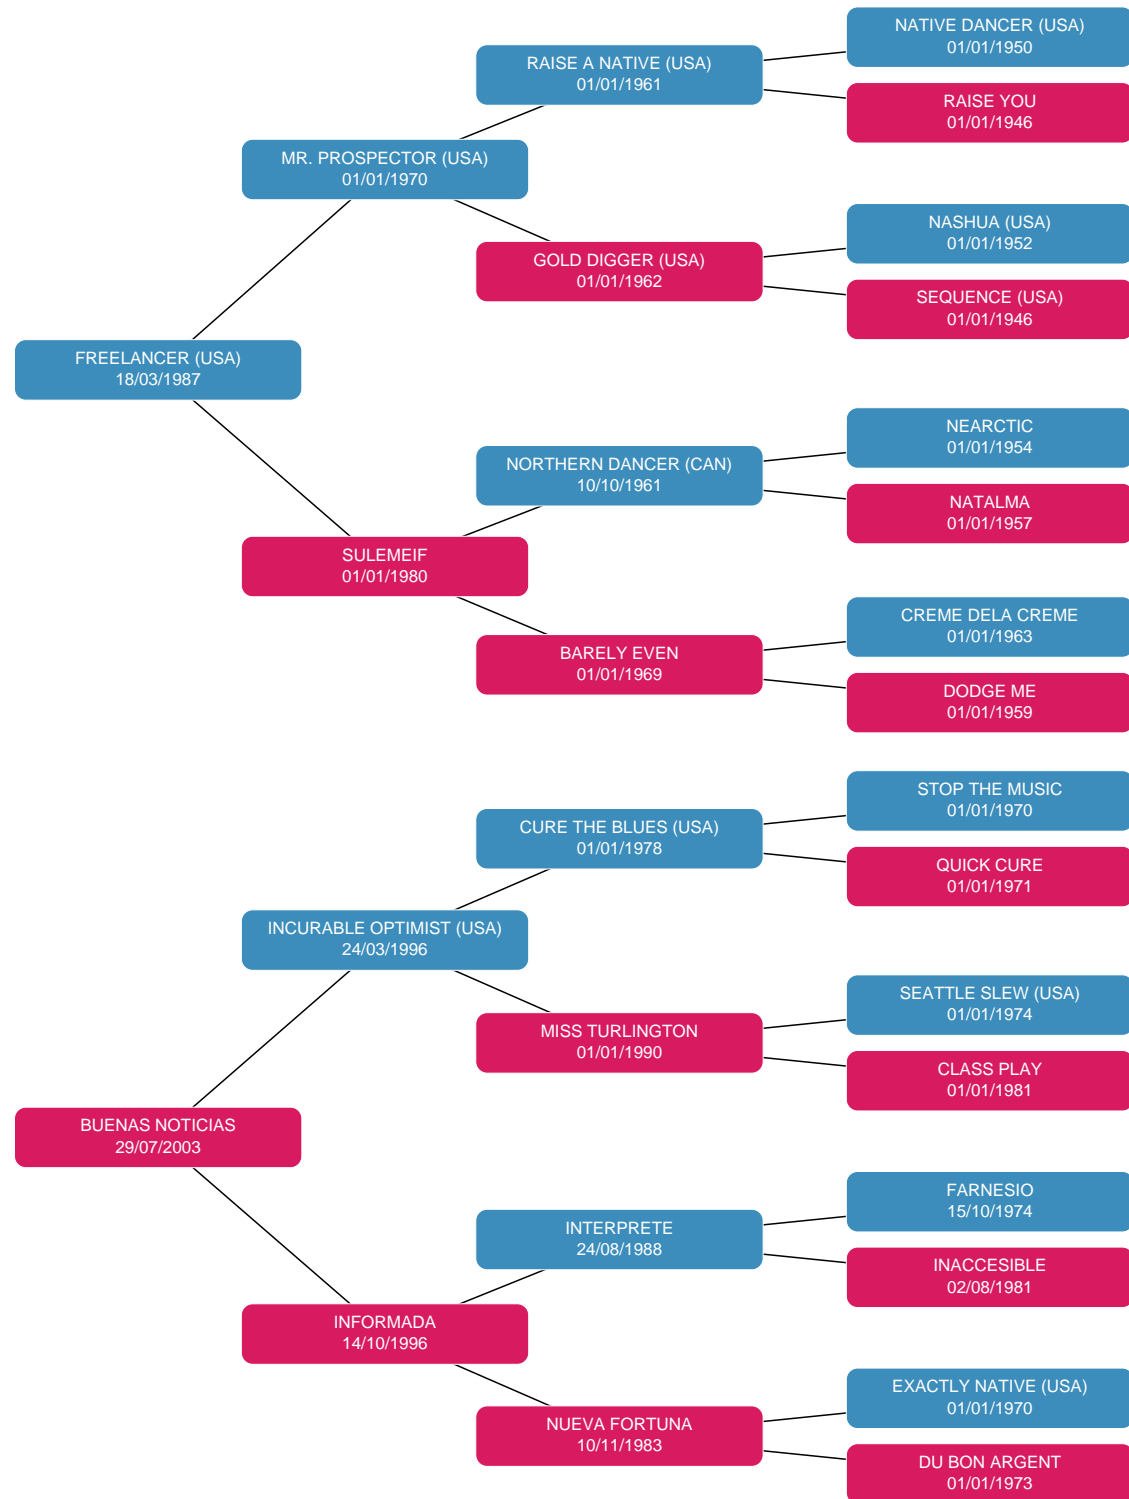 NATIVE DANCER (USA)
01/01/1950
RAISE A NATIVE (USA)
01/01/1961
RAISE YOU
01/01/1946
MR. PROSPECTOR (USA)
01/01/1970
NASHUA (USA)
01/01/1952
GOLD DIGGER (USA)
01/01/1962
SEQUENCE (USA)
01/01/1946
FREELANCER (USA)
18/03/1987
NEARCTIC
01/01/1954
NORTHERN DANCER (CAN)
10/10/1961
NATALMA
01/01/1957
SULEMEIF
01/01/1980
CREME DELA CREME
01/01/1963
BARELY EVEN
01/01/1969
DODGE ME
01/01/1959
STOP THE MUSIC
01/01/1970
CURE THE BLUES (USA)
01/01/1978
QUICK CURE
01/01/1971
INCURABLE OPTIMIST (USA)
24/03/1996
SEATTLE SLEW (USA)
01/01/1974
MISS TURLINGTON
01/01/1990
CLASS PLAY
01/01/1981
BUENAS NOTICIAS
29/07/2003
FARNESIO
15/10/1974
INTERPRETE
24/08/1988
INACCESIBLE
02/08/1981
INFORMADA
14/10/1996
EXACTLY NATIVE (USA)
01/01/1970
NUEVA FORTUNA
10/11/1983
DU BON ARGENT
01/01/1973